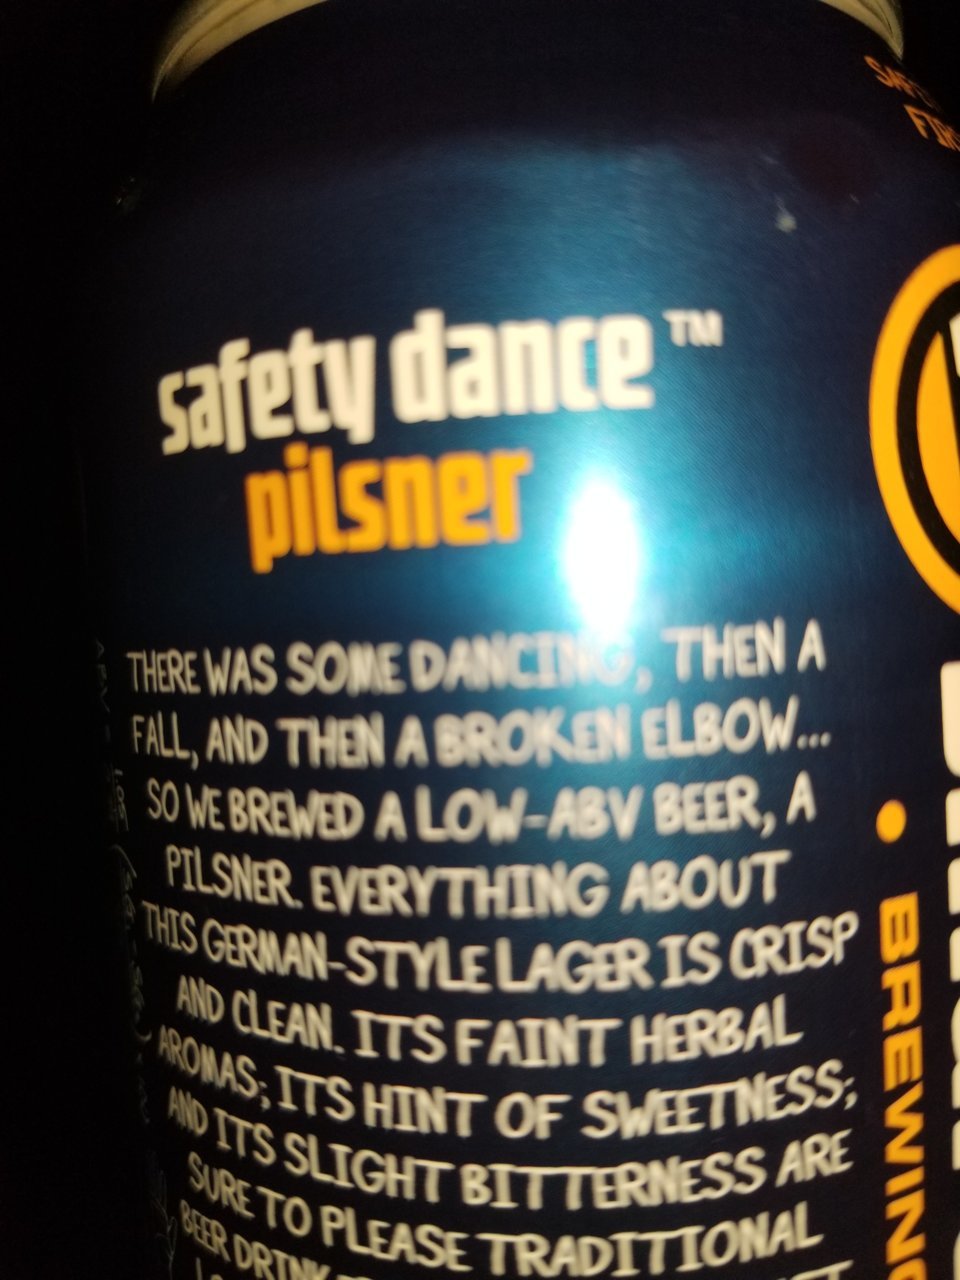 safety dance™
pilsner
THERE WAS SOME DANCING, THEN A
FALL, AND THEN A BROKEN ELBOW...
SO WE BREWED A LOW-ABV BEER, A
PILSNER. EVERYTHING ABOUT
THIS GERMAN-STYLE LAGER IS CRISP
AND CLEAN. ITS FAINT HERBAL
AROMAS; ITS HINT OF SWEETNESS;
AND ITS SLIGHT BITTERNESS ARE
SURE TO PLEASE TRADITIONAL
BEER
• BREWING